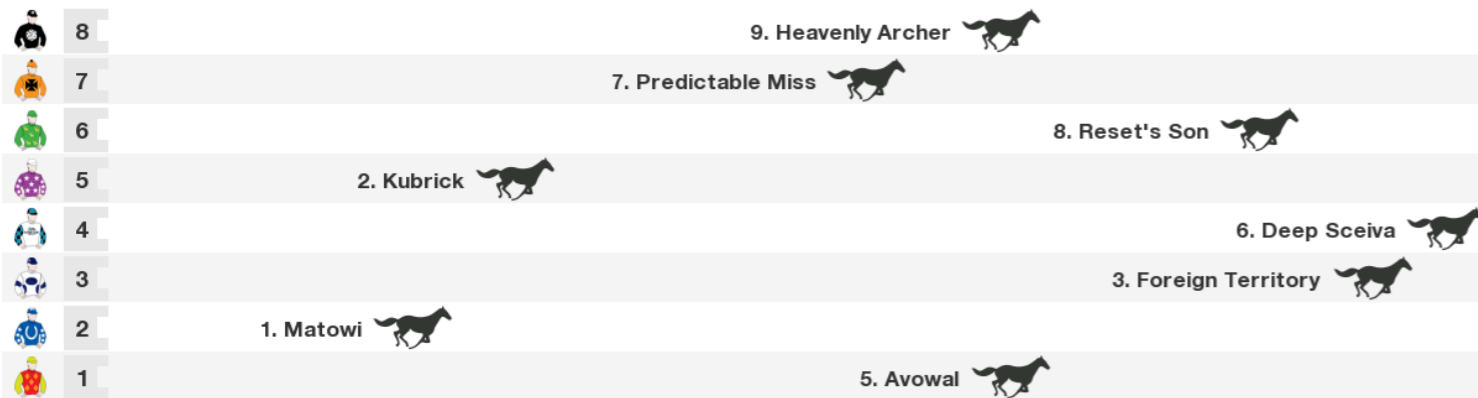 8 9. Heavenly Archer
7 7. Predictable Miss
6 8. Reset's Son
5 2. Kubrick
4 6. Deep Sceiva
3 3. Foreign Territory
2 1. Matowi
1 5. Avowal